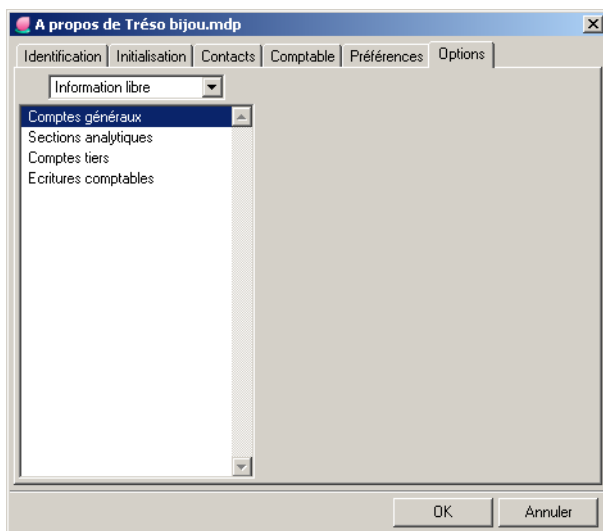 A propos de Tréso bijou.mdp
Identification Initialisation Contacts Comptable Préférences Options
Information libre
Comptes généraux
Sections analytiques
Comptes tiers
Ecritures comptables
OK Annuler